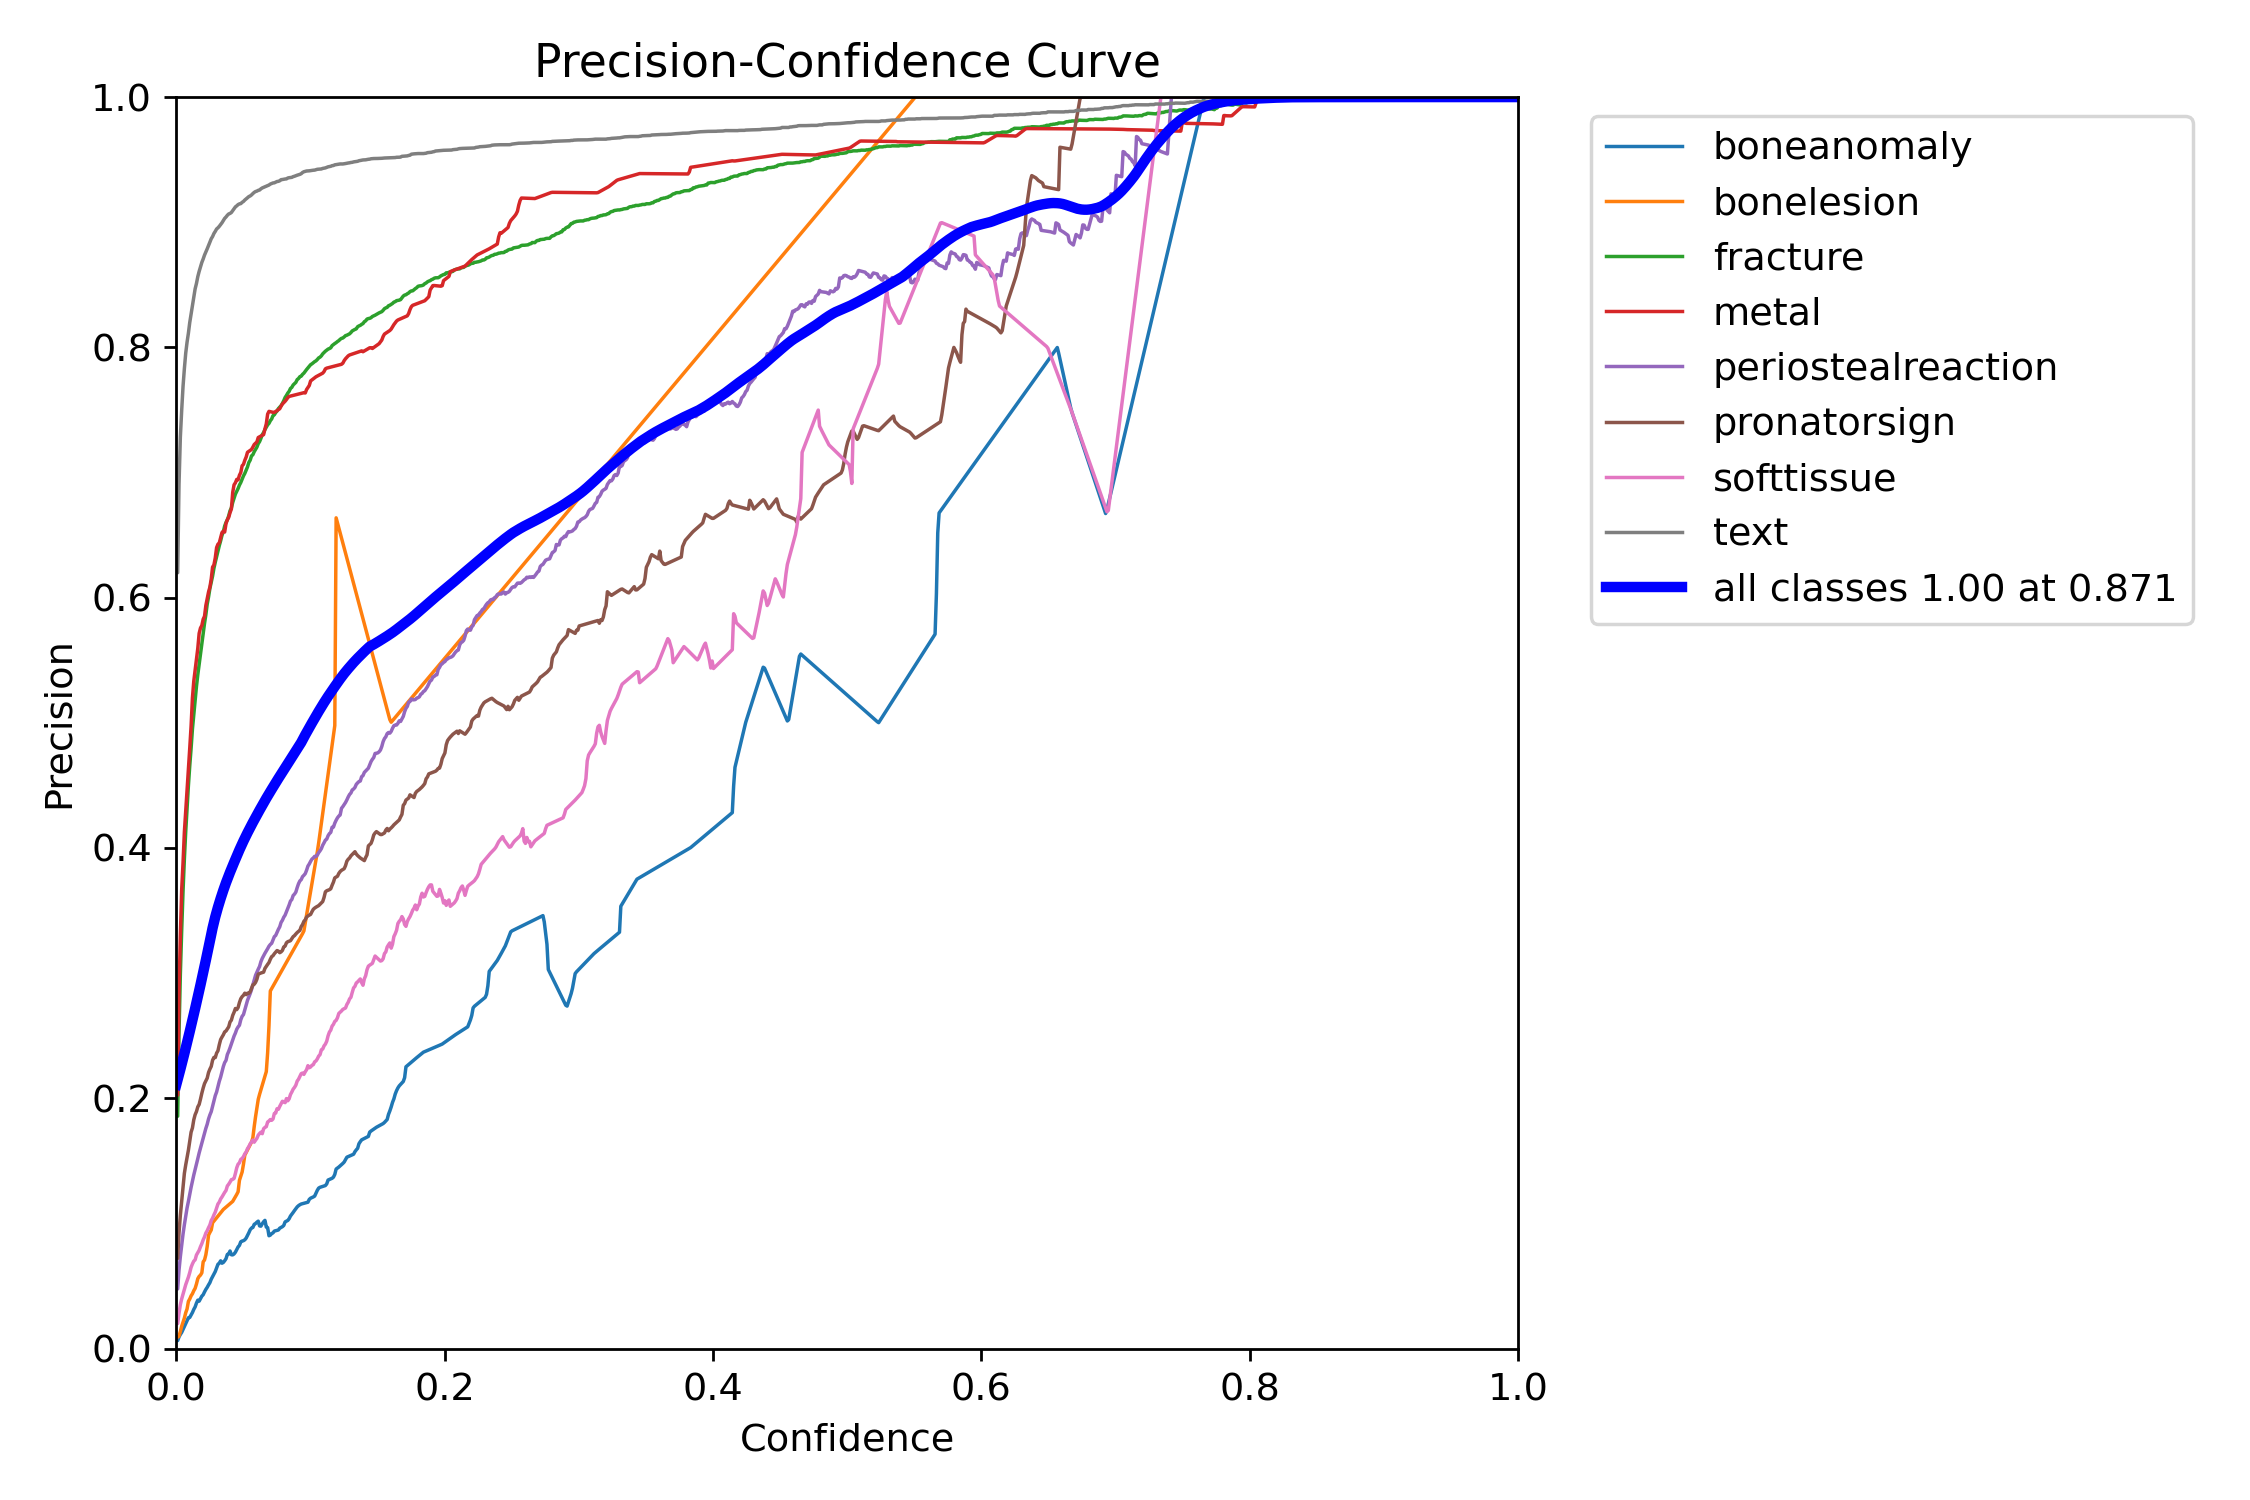 Precision-Confidence Curve
1.0
0.8
0.6
0.4
0.2
0.0
Precision
0.0 0.2 0.4 0.6 0.8 1.0
Confidence
boneanomaly
bonelesion
fracture
metal
periostealreaction
pronatorsign
softtissue
text
all classes 1.00 at 0.871